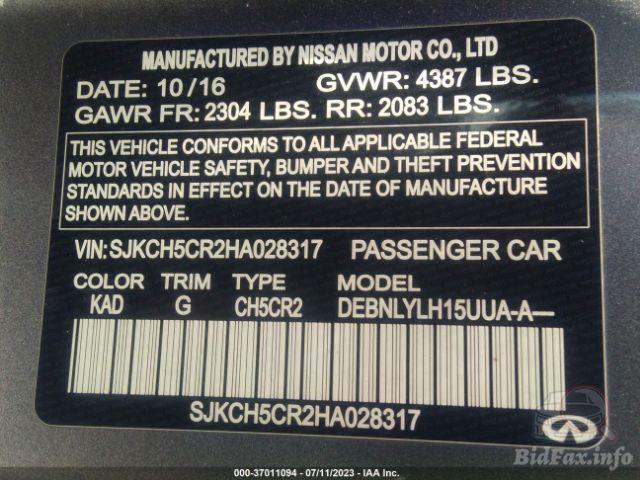 MANUFACTURED BY NISSAN MOTOR CO., LTD
DATE: 10/16 GVWR: 4387 LBS.
GAWR FR: 2304 LBS. RR: 2083 LBS.
THIS VEHICLE CONFORMS TO ALL APPLICABLE FEDERAL
MOTOR VEHICLE SAFETY, BUMPER AND THEFT PREVENTION
STANDARDS IN EFFECT ON THE DATE OF MANUFACTURE
SHOWN ABOVE.
VIN:SJKCH5CR2HA028317 PASSENGER CAR
COLOR TRIM TYPE MODEL
KAD G CH5CR2 DEBNLYLH15UUA-A—
SJKCH5CR2HA028317
BidFax.info
000-37011094 - 07/11/2023 - IAA Inc.